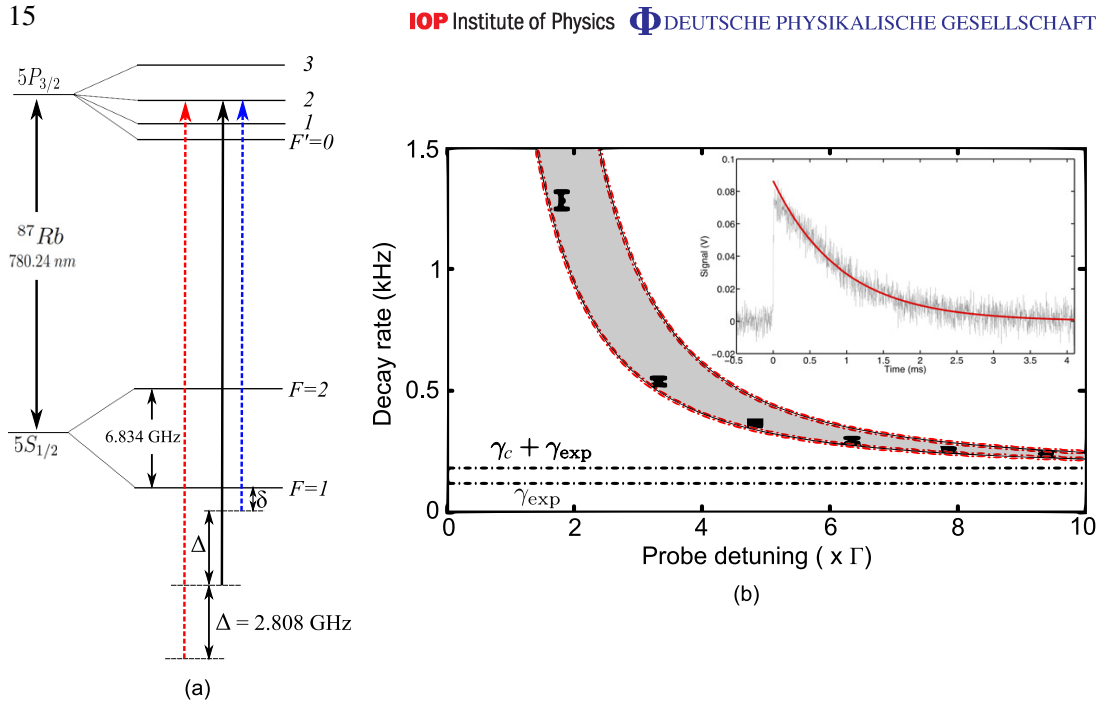 15
IOP Institute of Physics Φ DEUTSCHE PHYSIKALISCHE GESELLSCHAFT
5P3/2
3
2
1
F'=0
87Rb
780.24 nm
F=2
6.834 GHz
5S1/2
F=1
δ
Δ
Δ = 2.808 GHz
(a)
Decay rate (kHz)
1.5
1
0.5
0
γc + γexp
γexp
0 2 4 6 8 10
Probe detuning ( x Γ)
(b)
Signal (V)
0.1
0.08
0.06
0.04
0.02
0
−0.02
−0.5 0 0.5 1 1.5 2 2.5 3 3.5 4
Time (ms)